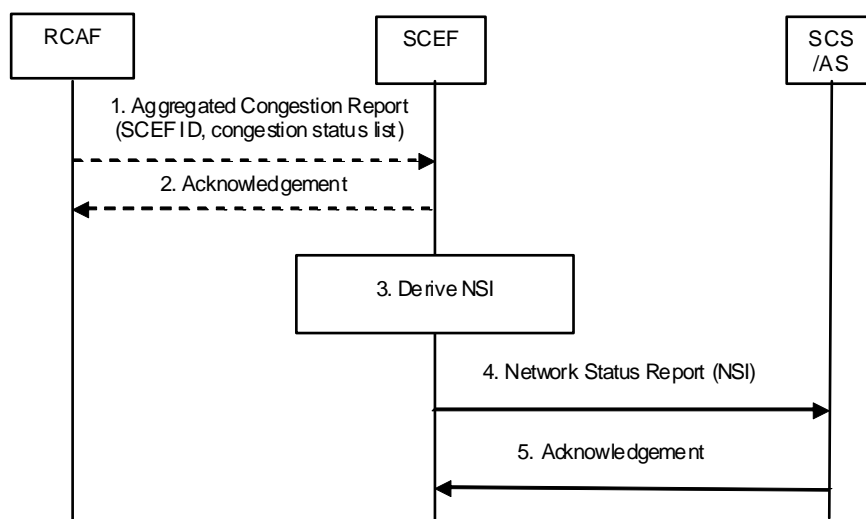 RCAF
SCEF
SCS
/AS
1. Aggregated Congestion Report
(SCEF ID, congestion status list)
2. Acknowledgement
3. Derive NSI
4. Network Status Report (NSI)
5. Acknowledgement